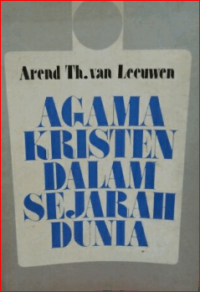 Arend Th. van Leeuwen
AGAMA
KRISTEN
DALAM
SEJARAH
DUNIA